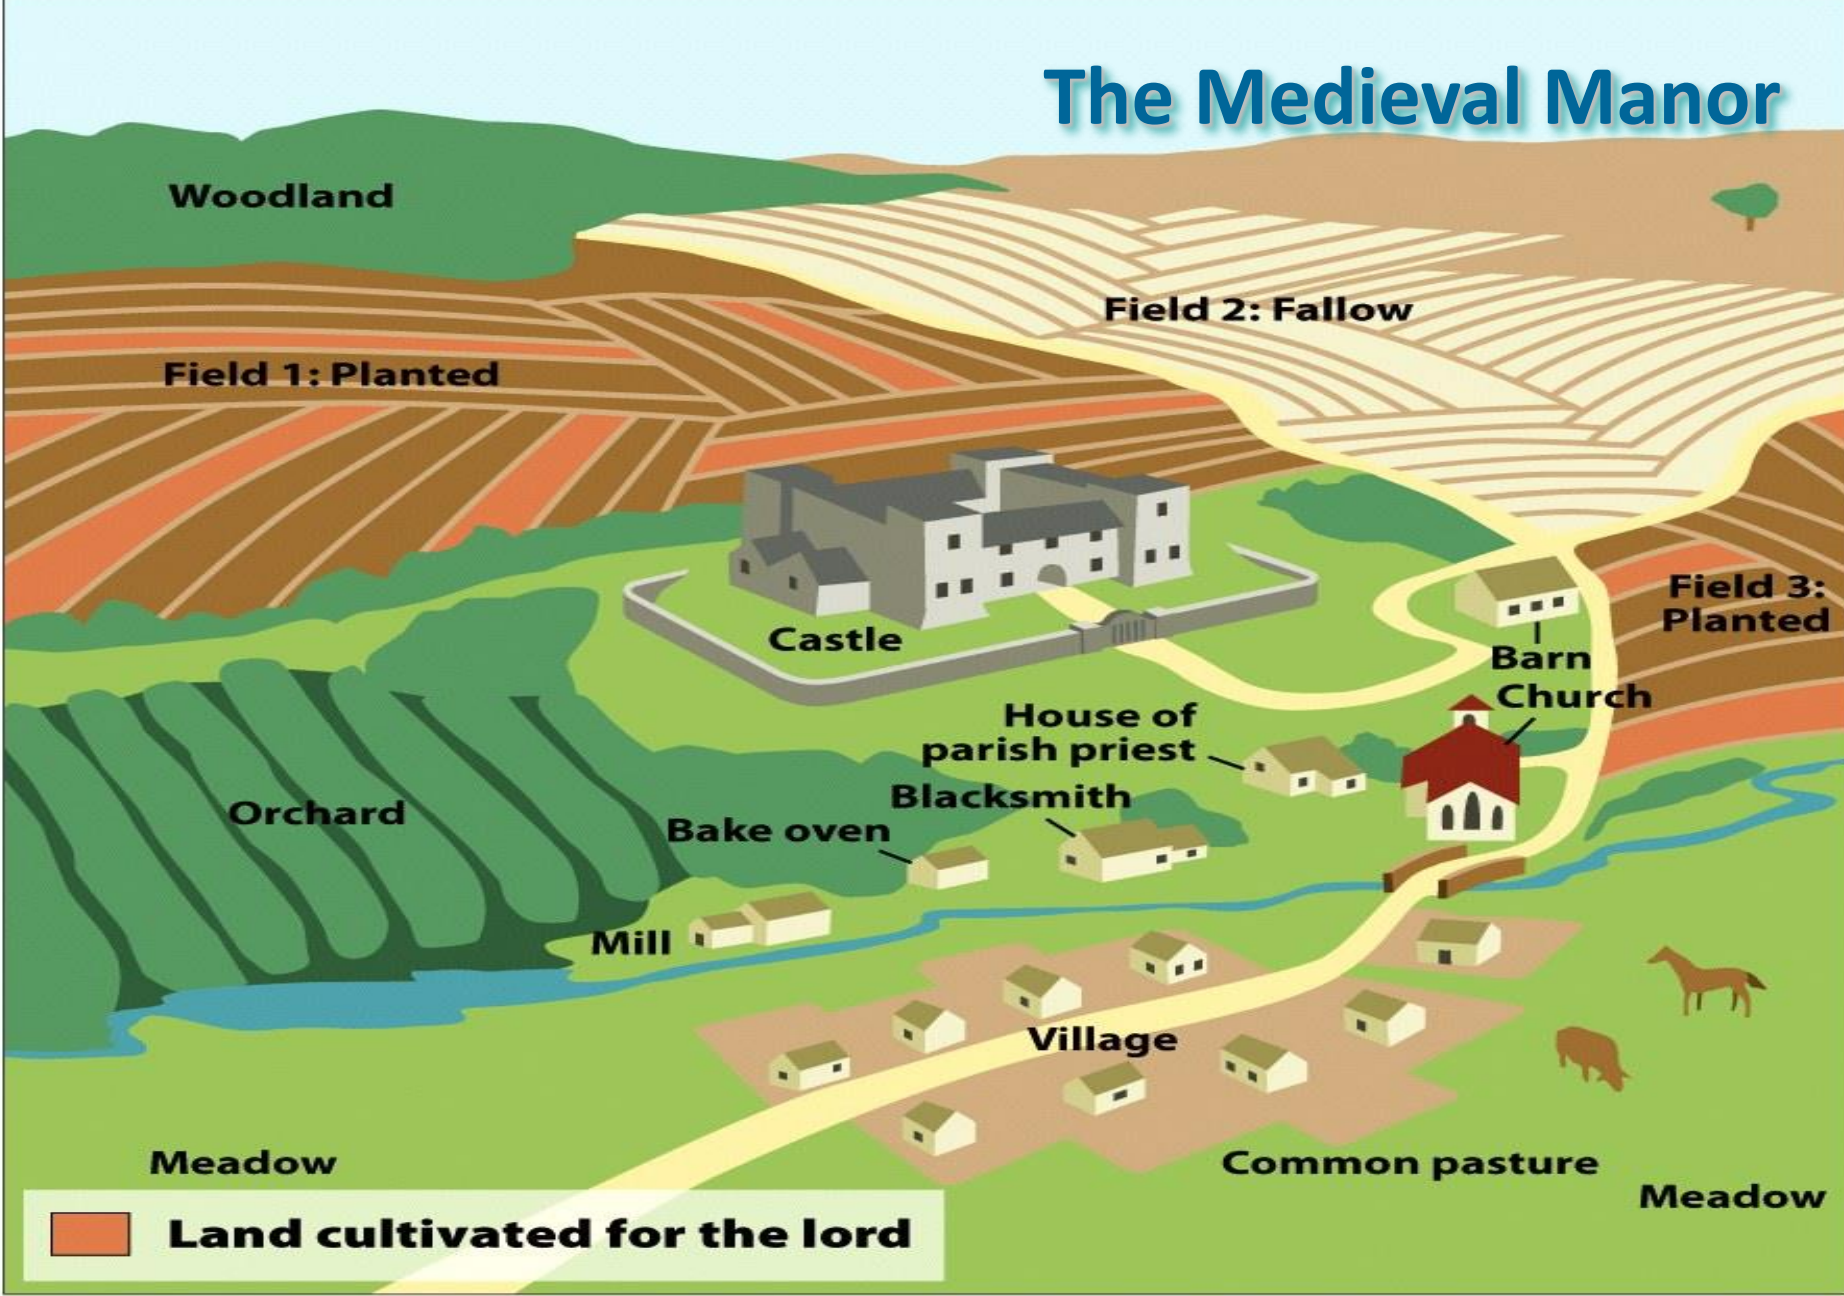 The Medieval Manor
Woodland
Field 2: Fallow
Field 1: Planted
Field 3:
Planted
Castle
Barn
Church
House of
parish priest
Blacksmith
Orchard
Bake oven
Mill
Village
Meadow
Common pasture
Meadow
Land cultivated for the lord